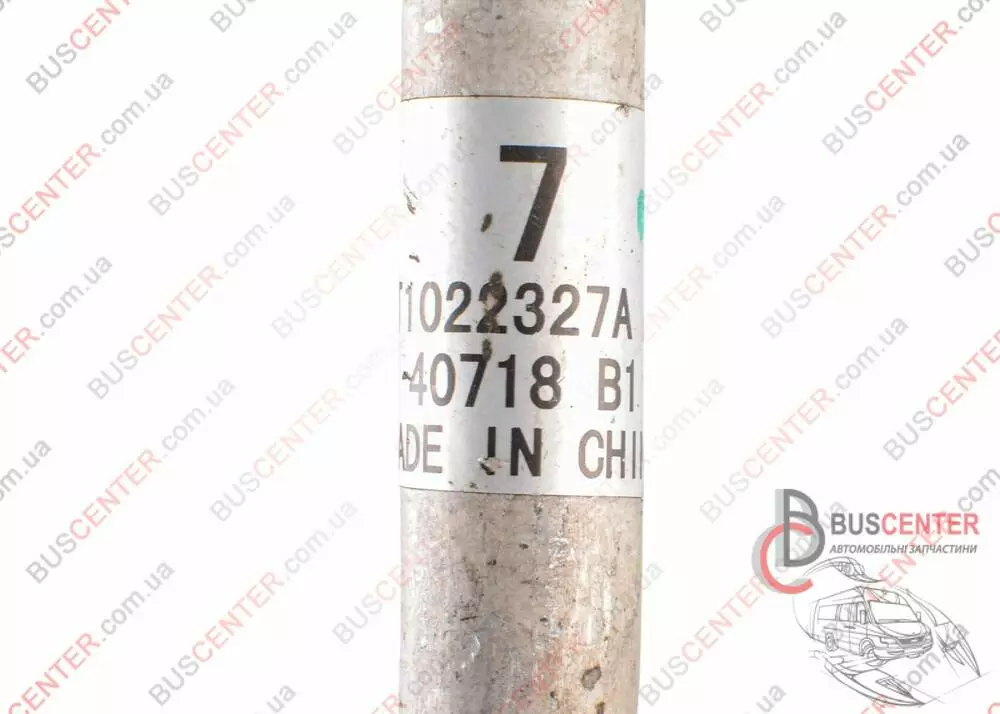 7
T1022327A
-40718 B1
ADE IN CHI
BUSCENTER
АВТОМОБІЛЬНІ ЗАПЧАСТИНИ
BUSCENTER.com.ua